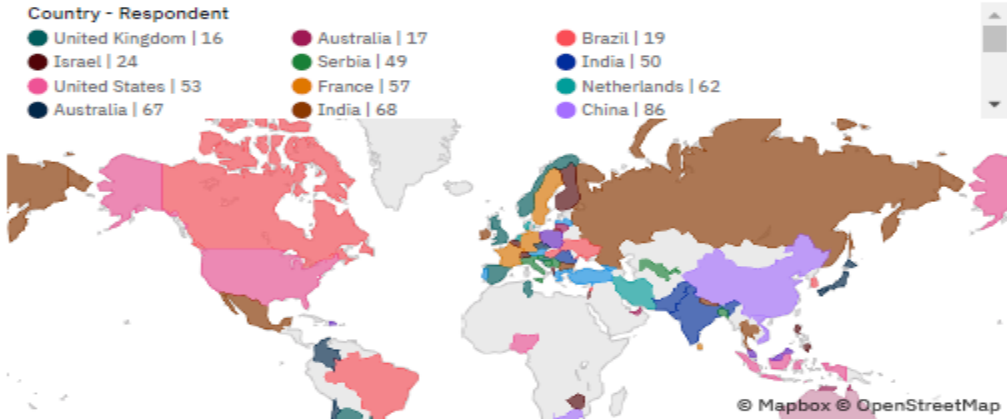 Country - Respondent
United Kingdom | 16 Australia | 17 Brazil | 19
Israel | 24 Serbia | 49 India | 50
United States | 53 France | 57 Netherlands | 62
Australia | 67 India | 68 China | 86
© Mapbox © OpenStreetMap